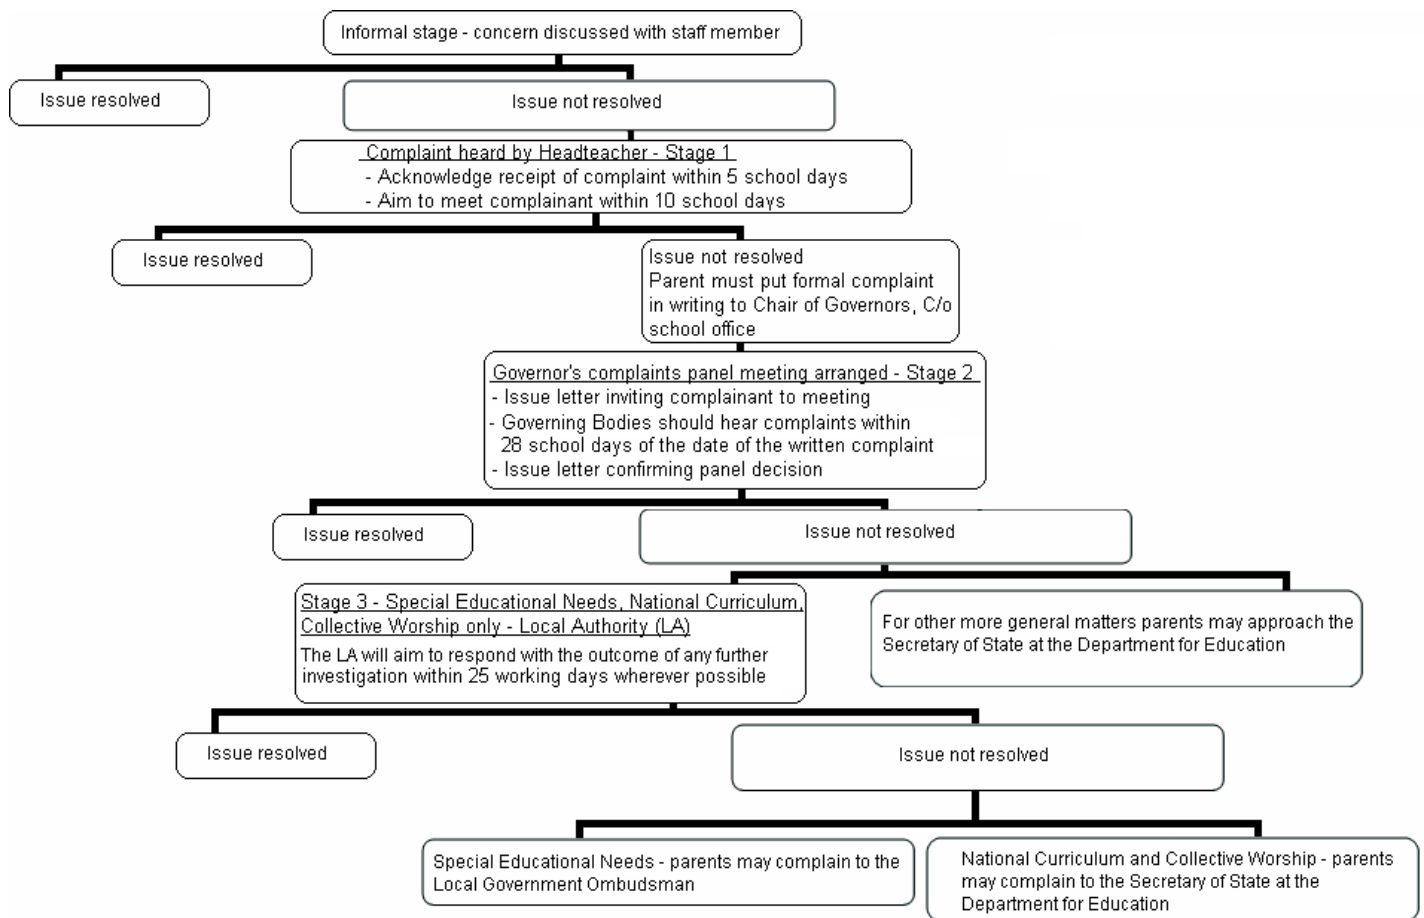 Informal stage - concern discussed with staff member
Issue resolved
Issue not resolved
Complaint heard by Headteacher - Stage 1
- Acknowledge receipt of complaint within 5 school days
- Aim to meet complainant within 10 school days
Issue resolved
Issue not resolved
Parent must put formal complaint
in writing to Chair of Governors, C/o
school office
Governor's complaints panel meeting arranged - Stage 2
- Issue letter inviting complainant to meeting
- Governing Bodies should hear complaints within
28 school days of the date of the written complaint
- Issue letter confirming panel decision
Issue resolved
Issue not resolved
Stage 3 - Special Educational Needs, National Curriculum,
Collective Worship only - Local Authority (LA)
The LA will aim to respond with the outcome of any further
investigation within 25 working days wherever possible
For other more general matters parents may approach the
Secretary of State at the Department for Education
Issue resolved
Issue not resolved
Special Educational Needs - parents may complain to the
Local Government Ombudsman
National Curriculum and Collective Worship - parents
may complain to the Secretary of State at the
Department for Education